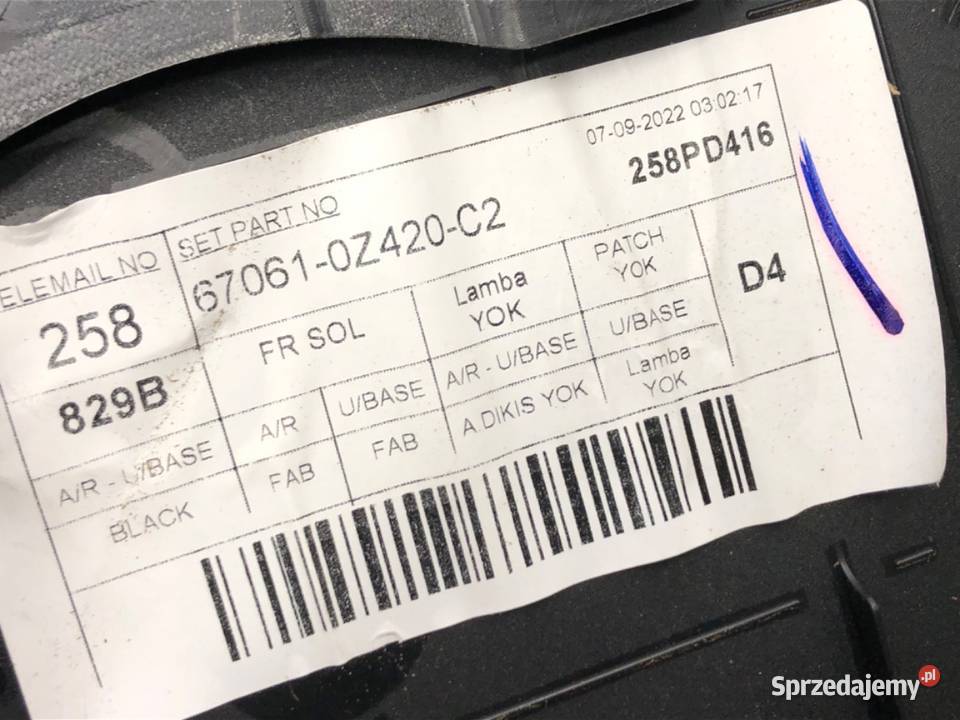 07-09-2022 03:02:17
258PD416
ELEMAIL NO
SET PART NO
258
67061-0Z420-C2
829B
FR SOL
Lamba
YOK
PATCH
YOK
D4
A/R - U/BASE
A/R
U/BASE
A/R - U/BASE
U/BASE
BLACK
FAB
FAB
A.DIKIS YOK
Lamba
YOK
Sprzedajemy.pl